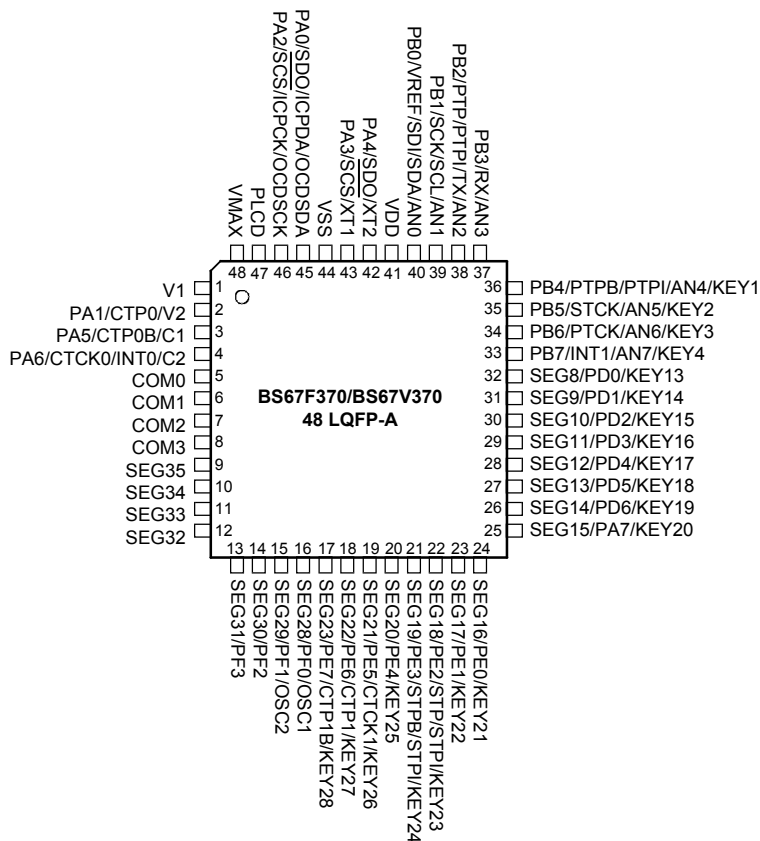 VMAX
PLCD
PA2/SCS/ICPCK/OCDSCK
PA0/SDO/ICPDA/OCDSDA
VSS
PA3/SCS/XT1
PA4/SDO/XT2
VDD
PB0/VREF/SDI/SDA/AN0
PB1/SCK/SCL/AN1
PB2/PTP/PTPI/TX/AN2
PB3/RX/AN3
48 47 46 45 44 43 42 41 40 39 38 37
V1 1
PA1/CTP0/V2 2
PA5/CTP0B/C1 3
PA6/CTCK0/INT0/C2 4
COM0 5
COM1 6
COM2 7
COM3 8
SEG35 9
SEG34 10
SEG33 11
SEG32 12
BS67F370/BS67V370
48 LQFP-A
36 PB4/PTPB/PTPI/AN4/KEY1
35 PB5/STCK/AN5/KEY2
34 PB6/PTCK/AN6/KEY3
33 PB7/INT1/AN7/KEY4
32 SEG8/PD0/KEY13
31 SEG9/PD1/KEY14
30 SEG10/PD2/KEY15
29 SEG11/PD3/KEY16
28 SEG12/PD4/KEY17
27 SEG13/PD5/KEY18
26 SEG14/PD6/KEY19
25 SEG15/PA7/KEY20
13 14 15 16 17 18 19 20 21 22 23 24
SEG31/PF3
SEG30/PF2
SEG29/PF1/OSC2
SEG28/PF0/OSC1
SEG23/PE7/CTP1B/KEY28
SEG22/PE6/CTP1/KEY27
SEG21/PE5/CTCK1/KEY26
SEG20/PE4/KEY25
SEG19/PE3/STPB/STPI/KEY24
SEG18/PE2/STP/STPI/KEY23
SEG17/PE1/KEY22
SEG16/PE0/KEY21